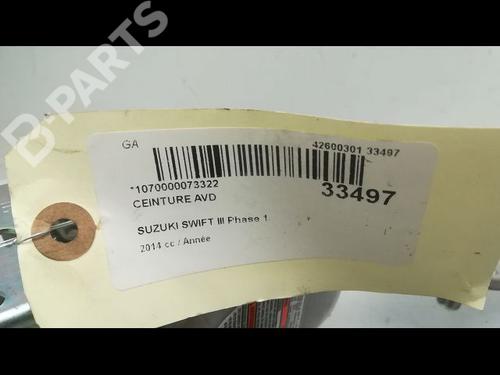 B-PARTS
GA
42600301 33497
*1070000073322
33497
CEINTURE AVD
SUZUKI SWIFT III Phase 1
2014 cc / Année